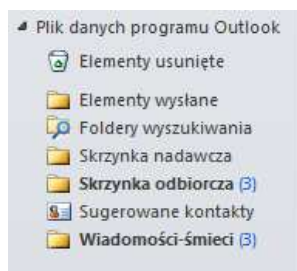 Plik danych programu Outlook
Elementy usunięte
Elementy wysłane
Foldery wyszukiwania
Skrzynka nadawcza
Skrzynka odbiorcza (3)
Sugerowane kontakty
Wiadomości-śmieci (3)